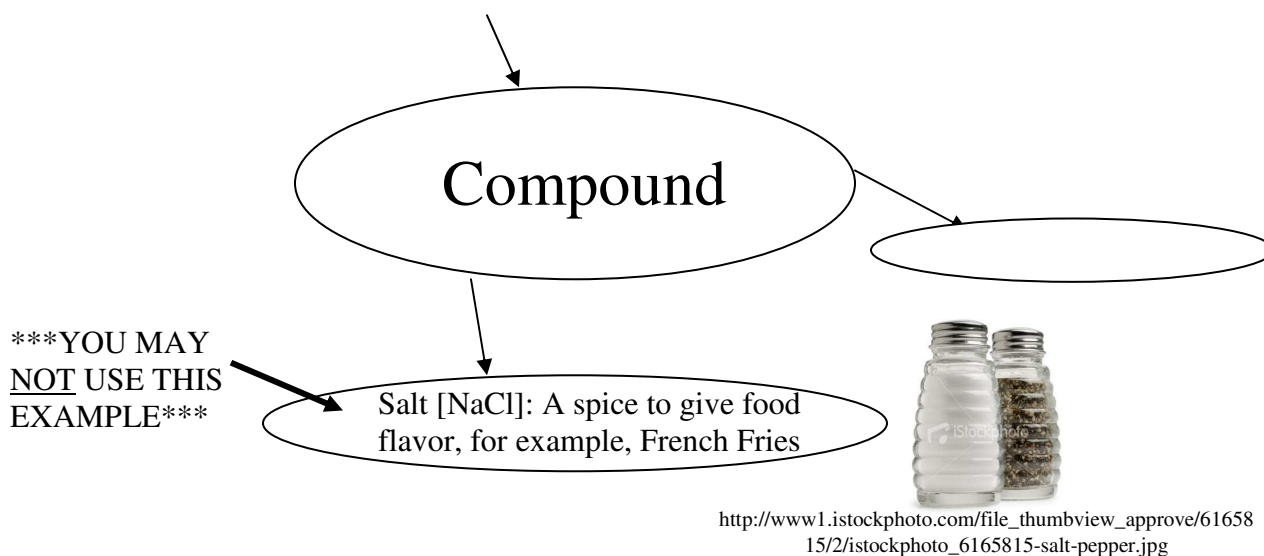 Compound
***YOU MAY
NOT USE THIS
EXAMPLE***
Salt [NaCl]: A spice to give food
flavor, for example, French Fries
iStockphoto
http://www1.istockphoto.com/file_thumbview_approve/61658
15/2/istockphoto_6165815-salt-pepper.jpg